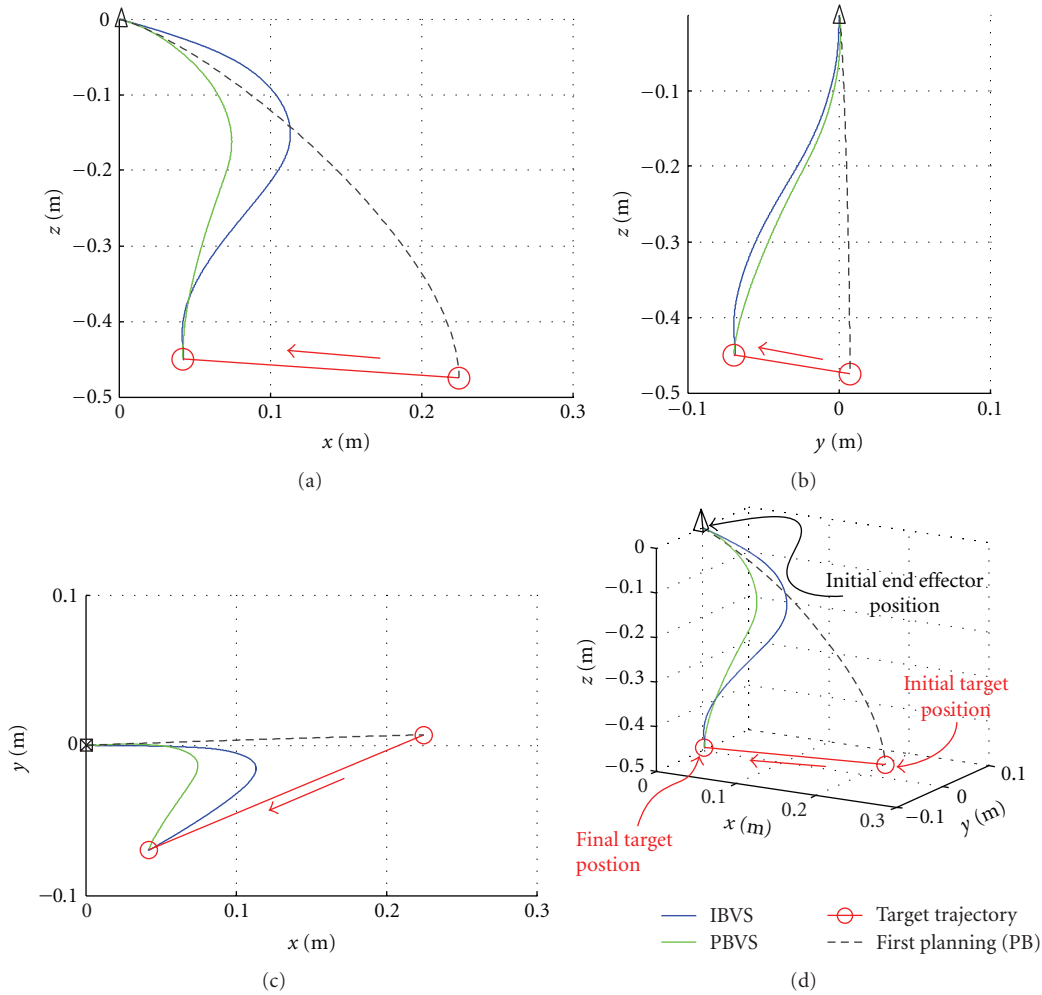 0
−0.1
−0.2
−0.3
−0.4
−0.5
z (m)
0
0.1
0.2
0.3
x (m)
(a)
−0.1
−0.2
−0.3
−0.4
−0.5
z (m)
−0.1
0
0.1
y (m)
(b)
0.1
0
−0.1
y (m)
0
0.1
0.2
0.3
x (m)
(c)
0
−0.1
−0.2
−0.3
−0.4
−0.5
z (m)
Initial end effector
position
Initial target
position
0
0.1
0.2
0.3
x (m)
−0.1
0
0.1
y (m)
Final target
postion
IBVS
PBVS
Target trajectory
First planning (PB)
(d)